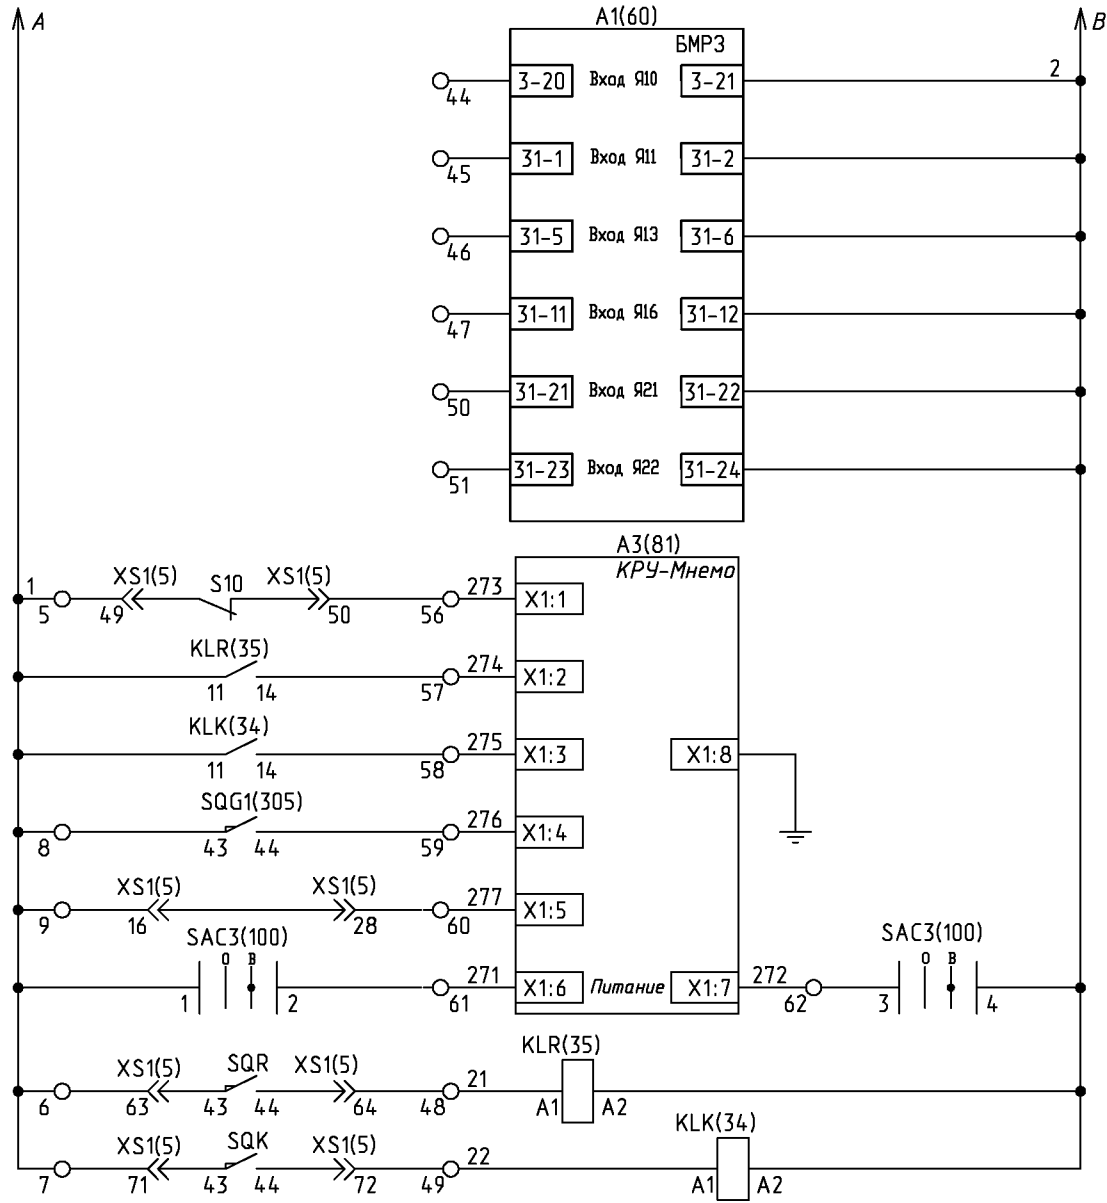 A
B
A1(60)
БМРЗ
44 3-20 Вход Я10 3-21 2
45 31-1 Вход Я11 31-2
46 31-5 Вход Я13 31-6
47 31-11 Вход Я16 31-12
50 31-21 Вход Я21 31-22
51 31-23 Вход Я22 31-24
A3(81)
КРУ-Мнемо
1 XS1(5) S10 XS1(5) 273 X1:1
5 49 50 56
KLR(35) 274 X1:2
11 14 57
KLK(34) 275 X1:3 X1:8
11 14 58
SQG1(305) 276 X1:4
8 43 44 59
XS1(5) XS1(5) 277 X1:5
9 16 28 60
SAC3(100) SAC3(100)
О В О В
271 X1:6 Питание X1:7 272
1 2 61 62 3 4
KLR(35)
XS1(5) SQR XS1(5) 21
6 63 43 44 64 48 A1 A2
KLK(34)
XS1(5) SQK XS1(5) 22
7 71 43 44 72 49 A1 A2